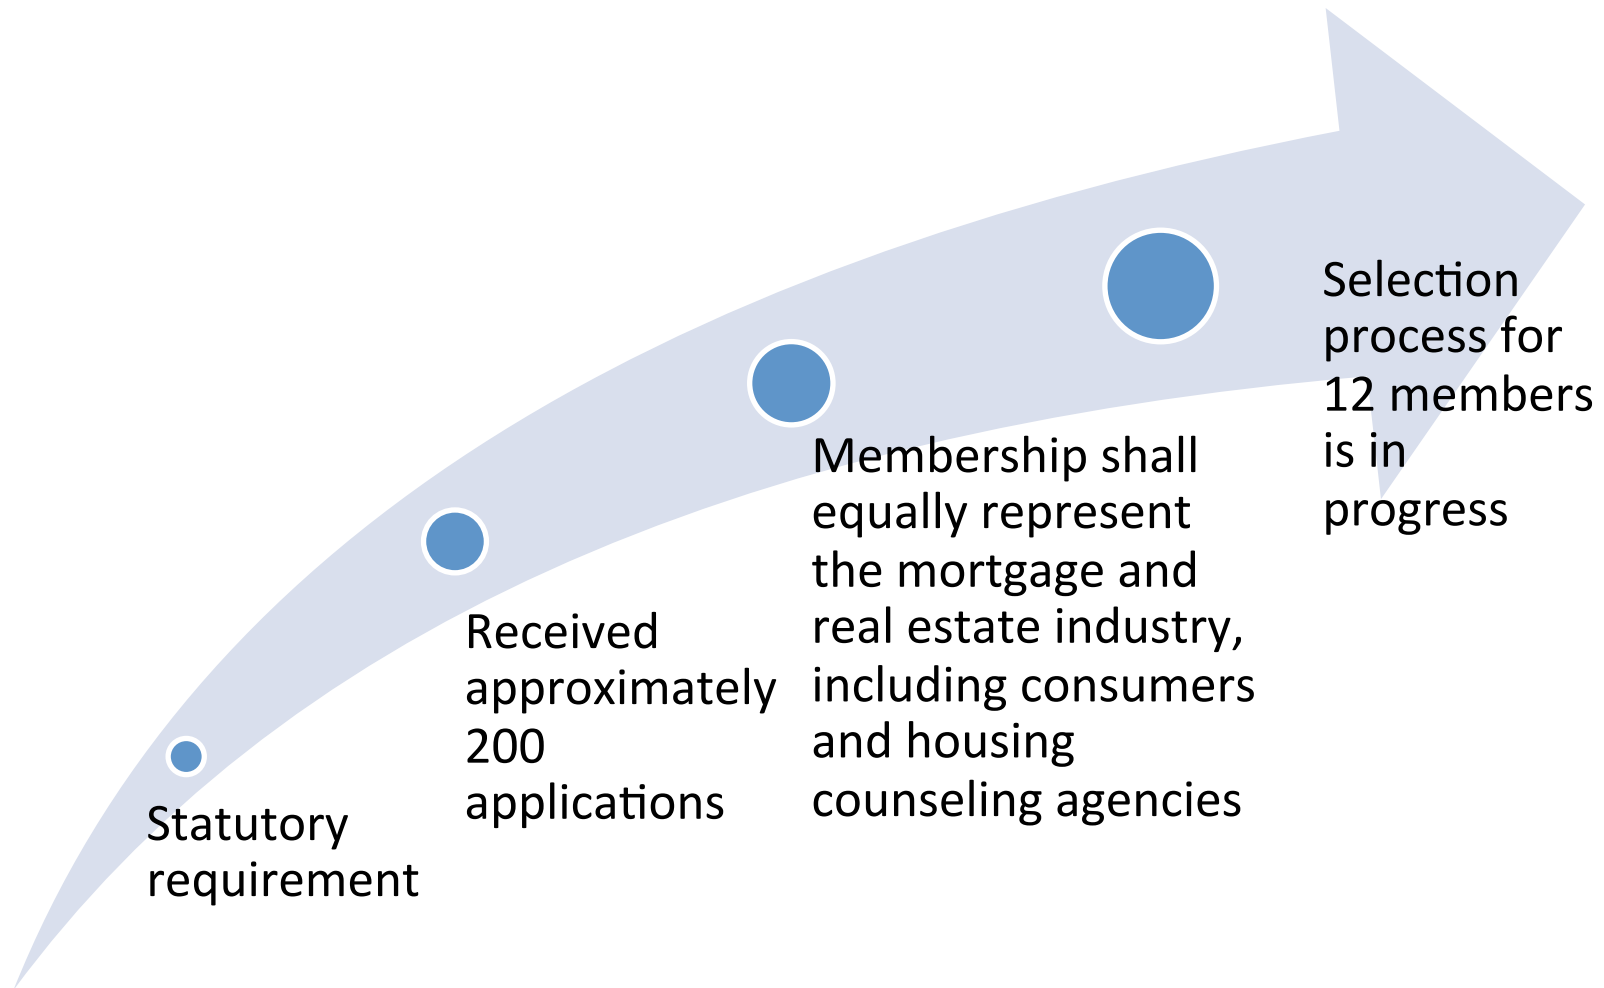 Statutory
requirement
Received
approximately
200
applications
Membership shall
equally represent
the mortgage and
real estate industry,
including consumers
and housing
counseling agencies
Selection
process for
12 members
is in
progress